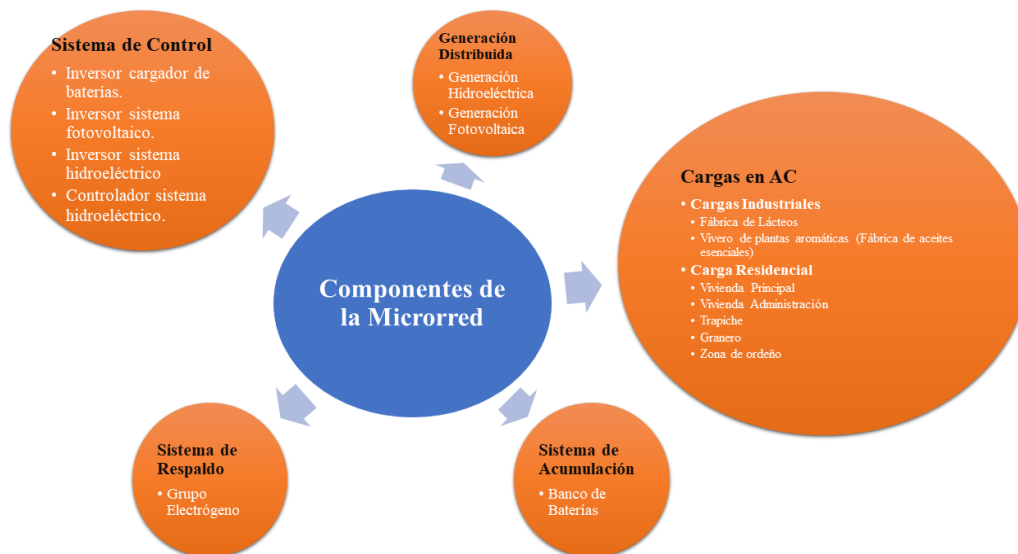 Sistema de Control
• Inversor cargador de
baterías.
• Inversor sistema
fotovoltaico.
• Inversor sistema
hidroeléctrico
• Controlador sistema
hidroeléctrico.
Generación
Distribuida
• Generación
Hidroeléctrica
• Generación
Fotovoltaica
Cargas en AC
• Cargas Industriales
• Fábrica de Lácteos
• Vivero de plantas aromáticas (Fábrica de aceites
esenciales)
• Carga Residencial
• Vivienda Principal
• Vivienda Administración
• Trapiche
• Granero
• Zona de ordeño
Componentes de
la Microrred
Sistema de
Respaldo
• Grupo
Electrógeno
Sistema de
Acumulación
• Banco de
Baterías